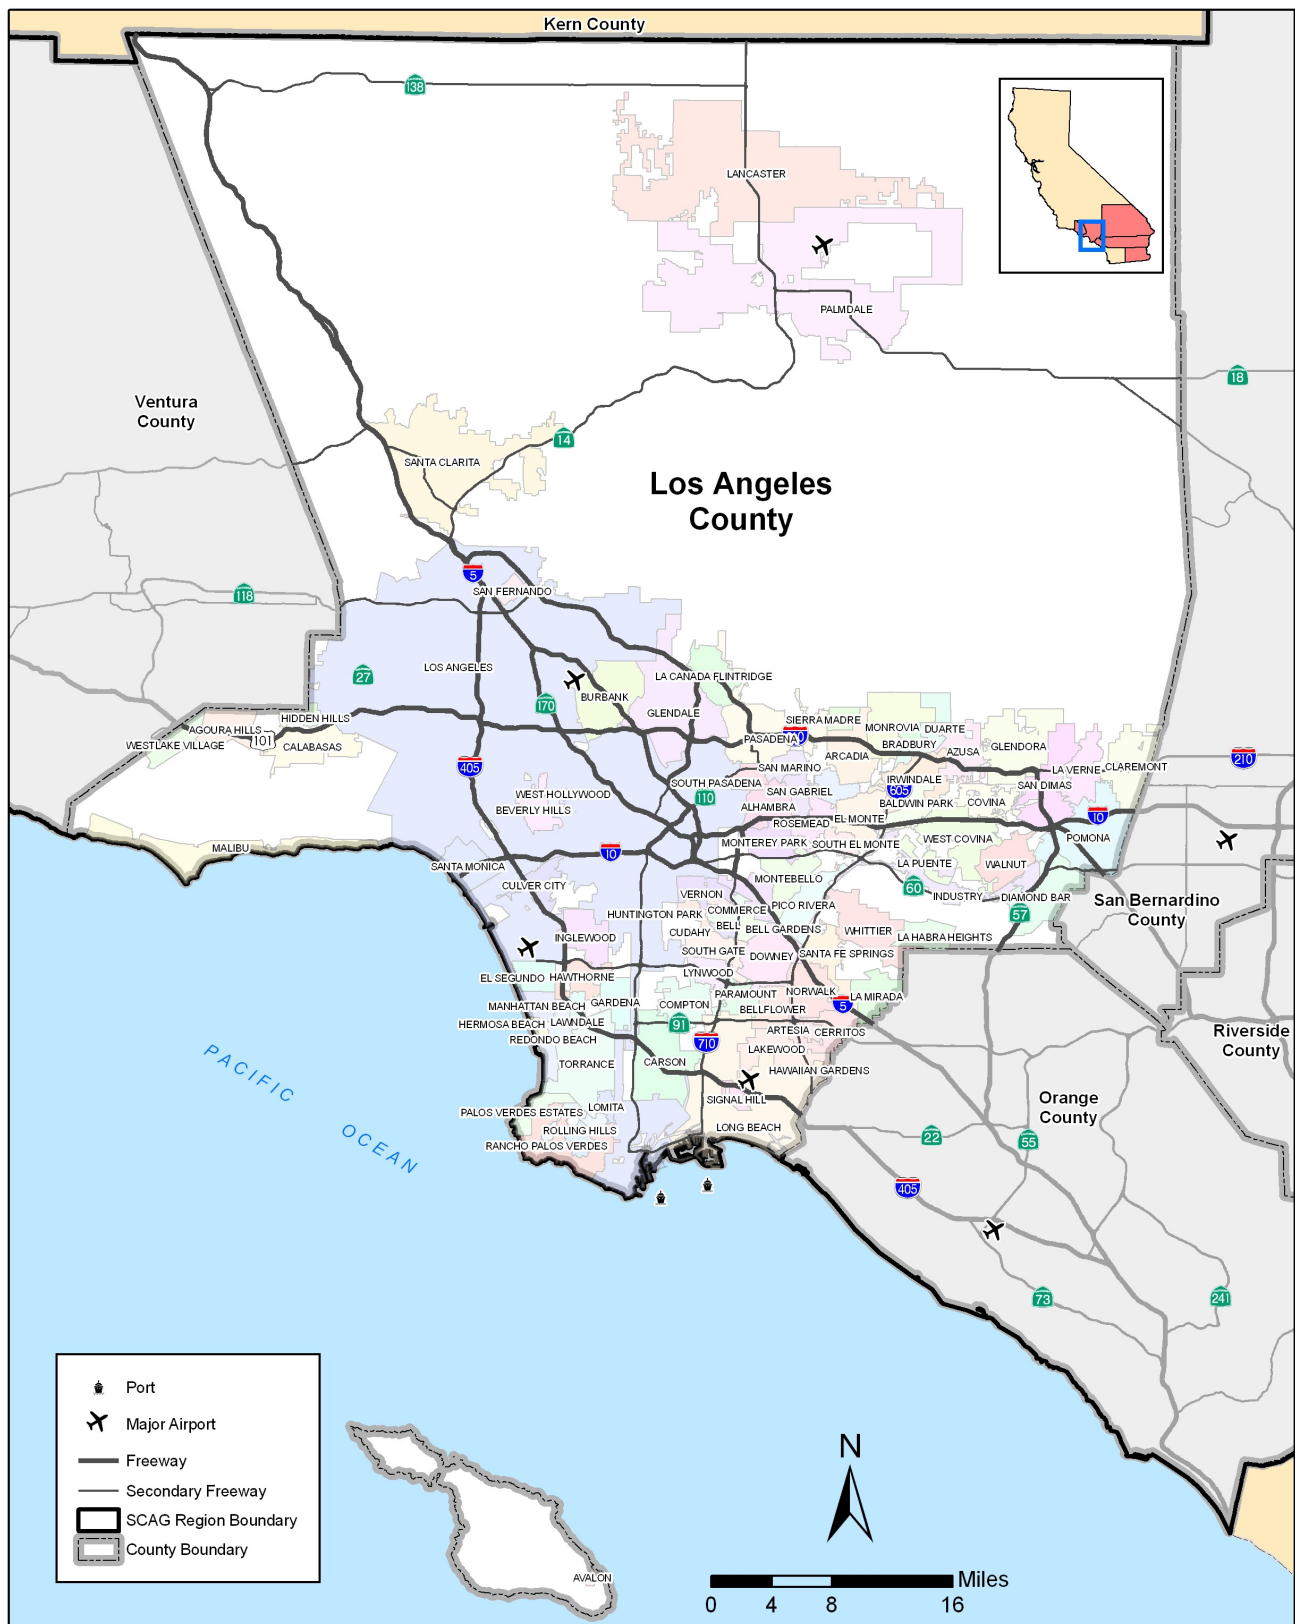 Kern County
138
LANCASTER
PALMDALE
18
Ventura
County
14
SANTA CLARITA
Los Angeles
County
5
SAN FERNANDO
118
LOS ANGELES
27
LA CANADA FLINTRIDGE
BURBANK
170
GLENDALE
HIDDEN HILLS
SIERRA MADRE
AGOURA HILLS
101
MONROVIA
DUARTE
WESTLAKE VILLAGE
CALABASAS
PASADENA
BRADBURY
GLENDORA
AZUSA
ARCADIA
210
405
SAN MARINO
LA VERNE
CLAREMONT
SOUTH PASADENA
IRWINDALE
SAN DIMAS
WEST HOLLYWOOD
SAN GABRIEL
605
110
BEVERLY HILLS
ALHAMBRA
BALDWIN PARK
COVINA
10
ROSEMEAD
EL MONTE
MALIBU
10
MONTEREY PARK
SOUTH EL MONTE
WEST COVINA
POMONA
SANTA MONICA
LA PUENTE
WALNUT
CULVER CITY
MONTEBELLO
60
VERNON
INDUSTRY
DIAMOND BAR
San Bernardino
County
HUNTINGTON PARK
COMMERCE
PICO RIVERA
57
BELL
BELL GARDENS
CUDAHY
WHITTIER
INGLEWOOD
LA HABRA HEIGHTS
SOUTH GATE
DOWNEY
SANTA FE SPRINGS
EL SEGUNDO
HAWTHORNE
LYNWOOD
MANHATTAN BEACH
GARDENA
COMPTON
PARAMOUNT
NORWALK
LA MIRADA
5
BELLFLOWER
HERMOSA BEACH
LAWNDALE
91
ARTESIA
CERRITOS
REDONDO BEACH
710
LAKEWOOD
Riverside
County
TORRANCE
CARSON
HAWAIIAN GARDENS
PACIFIC
OCEAN
SIGNAL HILL
Orange
County
PALOS VERDES ESTATES
LOMITA
ROLLING HILLS
LONG BEACH
RANCHO PALOS VERDES
22
55
405
73
241
Port
Major Airport
Freeway
Secondary Freeway
SCAG Region Boundary
County Boundary
AVALON
N
Miles
0 4 8 16